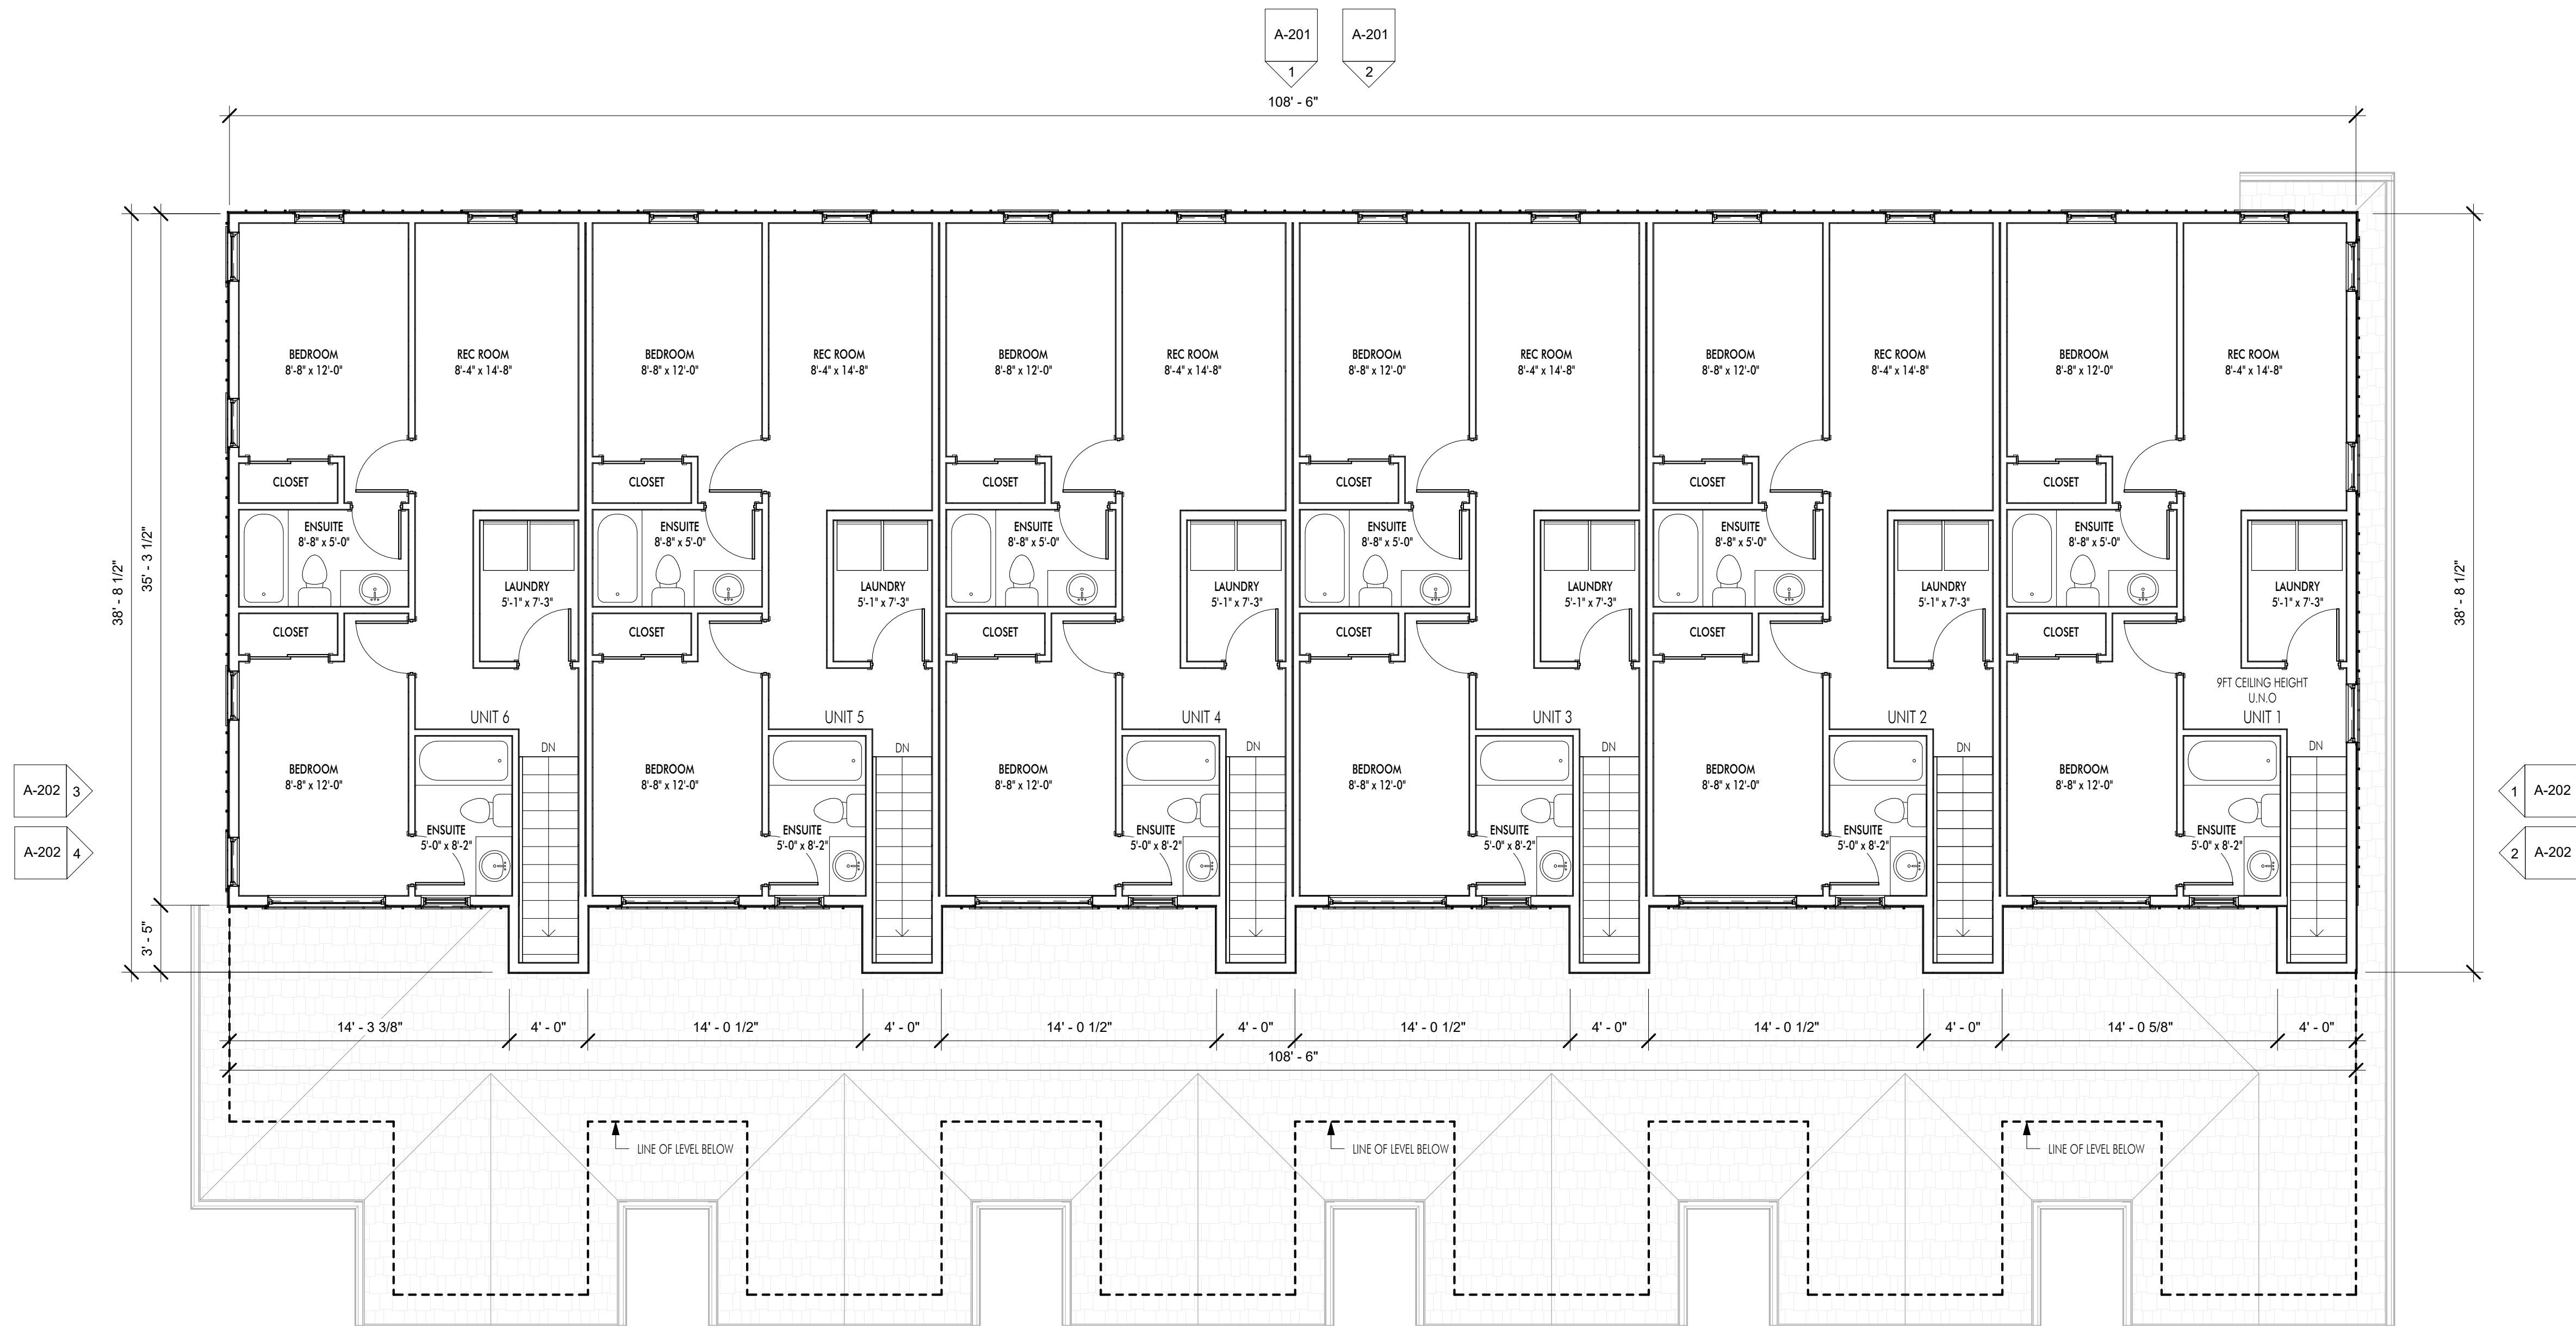 A-201 A-201
1 2
108' - 6"
BEDROOM REC ROOM BEDROOM REC ROOM BEDROOM REC ROOM BEDROOM REC ROOM BEDROOM REC ROOM BEDROOM REC ROOM
8'-8" x 12'-0" 8'-4" x 14'-8" 8'-8" x 12'-0" 8'-4" x 14'-8" 8'-8" x 12'-0" 8'-4" x 14'-8" 8'-8" x 12'-0" 8'-4" x 14'-8" 8'-8" x 12'-0" 8'-4" x 14'-8" 8'-8" x 12'-0" 8'-4" x 14'-8"
CLOSET CLOSET CLOSET CLOSET CLOSET CLOSET
ENSUITE ENSUITE ENSUITE ENSUITE ENSUITE ENSUITE
8'-8" x 5'-0" 8'-8" x 5'-0" 8'-8" x 5'-0" 8'-8" x 5'-0" 8'-8" x 5'-0" 8'-8" x 5'-0"
38' - 8 1/2"
35' - 3 1/2"
38' - 8 1/2"
LAUNDRY LAUNDRY LAUNDRY LAUNDRY LAUNDRY LAUNDRY
5'-1" x 7'-3" 5'-1" x 7'-3" 5'-1" x 7'-3" 5'-1" x 7'-3" 5'-1" x 7'-3" 5'-1" x 7'-3"
CLOSET CLOSET CLOSET CLOSET CLOSET CLOSET
9FT CEILING HEIGHT
U.N.O
UNIT 6 UNIT 5 UNIT 4 UNIT 3 UNIT 2 UNIT 1
DN DN DN DN DN DN
BEDROOM BEDROOM BEDROOM BEDROOM BEDROOM BEDROOM
8'-8" x 12'-0" 8'-8" x 12'-0" 8'-8" x 12'-0" 8'-8" x 12'-0" 8'-8" x 12'-0" 8'-8" x 12'-0"
A-202 3 1 A-202
ENSUITE ENSUITE ENSUITE ENSUITE ENSUITE ENSUITE
5'-0" x 8'-2" 5'-0" x 8'-2" 5'-0" x 8'-2" 5'-0" x 8'-2" 5'-0" x 8'-2" 5'-0" x 8'-2"
A-202 4 2 A-202
3' - 5"
14' - 3 3/8" 4' - 0" 14' - 0 1/2" 4' - 0" 14' - 0 1/2" 4' - 0" 14' - 0 1/2" 4' - 0" 14' - 0 1/2" 4' - 0" 14' - 0 5/8" 4' - 0"
108' - 6"
LINE OF LEVEL BELOW LINE OF LEVEL BELOW LINE OF LEVEL BELOW